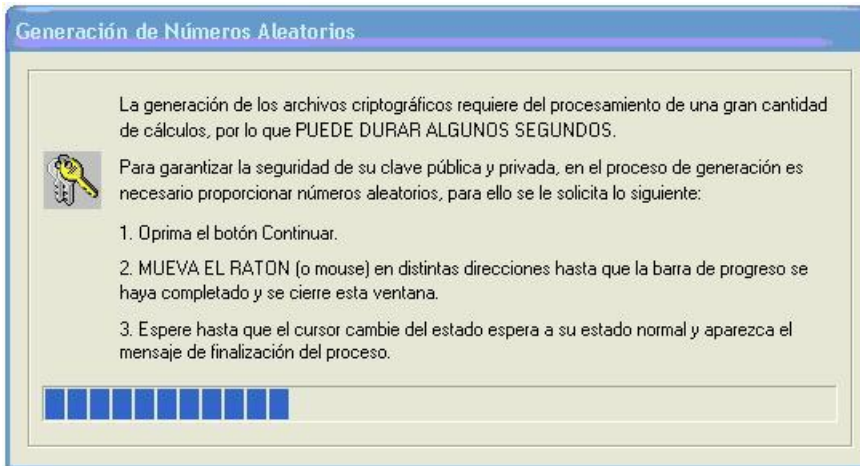 Generación de Números Aleatorios
La generación de los archivos criptográficos requiere del procesamiento de una gran cantidad
de cálculos, por lo que PUEDE DURAR ALGUNOS SEGUNDOS.
Para garantizar la seguridad de su clave pública y privada, en el proceso de generación es
necesario proporcionar números aleatorios, para ello se le solicita lo siguiente:
1. Oprima el botón Continuar.
2. MUEVA EL RATON (o mouse) en distintas direcciones hasta que la barra de progreso se
haya completado y se cierre esta ventana.
3. Espere hasta que el cursor cambie del estado espera a su estado normal y aparezca el
mensaje de finalización del proceso.